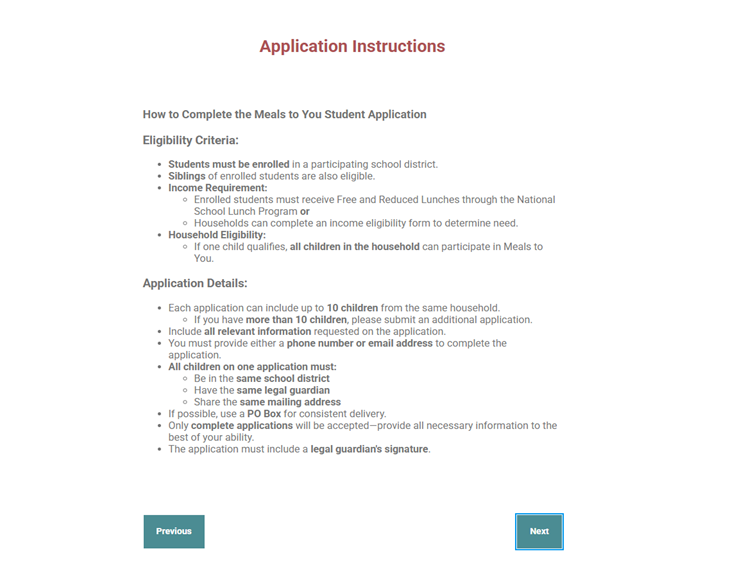 Application Instructions
How to Complete the Meals to You Student Application
Eligibility Criteria:
• Students must be enrolled in a participating school district.
• Siblings of enrolled students are also eligible.
• Income Requirement:
◦ Enrolled students must receive Free and Reduced Lunches through the National
School Lunch Program or
◦ Households can complete an income eligibility form to determine need.
• Household Eligibility:
◦ If one child qualifies, all children in the household can participate in Meals to
You.
Application Details:
• Each application can include up to 10 children from the same household.
◦ If you have more than 10 children, please submit an additional application.
• Include all relevant information requested on the application.
• You must provide either a phone number or email address to complete the
application.
• All children on one application must:
◦ Be in the same school district
◦ Have the same legal guardian
◦ Share the same mailing address
• If possible, use a PO Box for consistent delivery.
• Only complete applications will be accepted—provide all necessary information to the
best of your ability.
• The application must include a legal guardian's signature.
Previous
Next